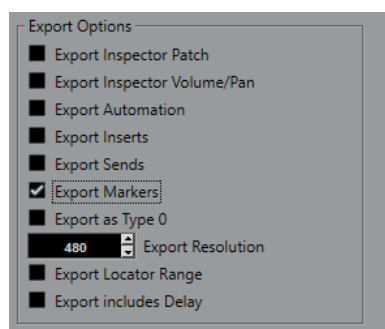 Export Options
Export Inspector Patch
Export Inspector Volume/Pan
Export Automation
Export Inserts
Export Sends
Export Markers
Export as Type 0
480 Export Resolution
Export Locator Range
Export includes Delay